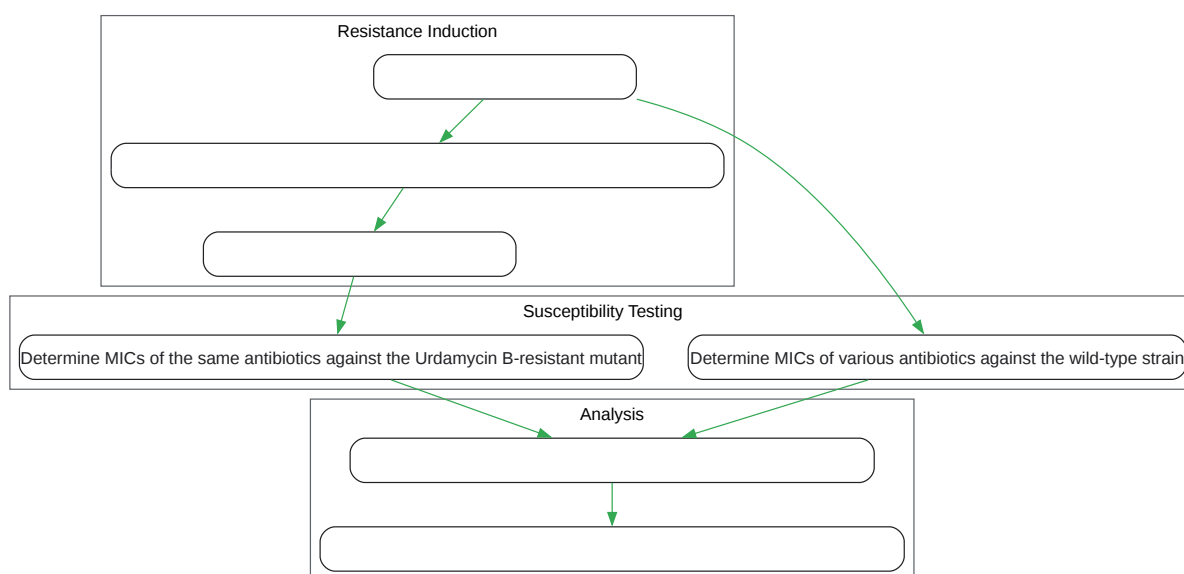 Resistance Induction
Susceptibility Testing
Determine MICs of the same antibiotics against the Urdamycin B-resistant mutant
Determine MICs of various antibiotics against the wild-type strain
Analysis